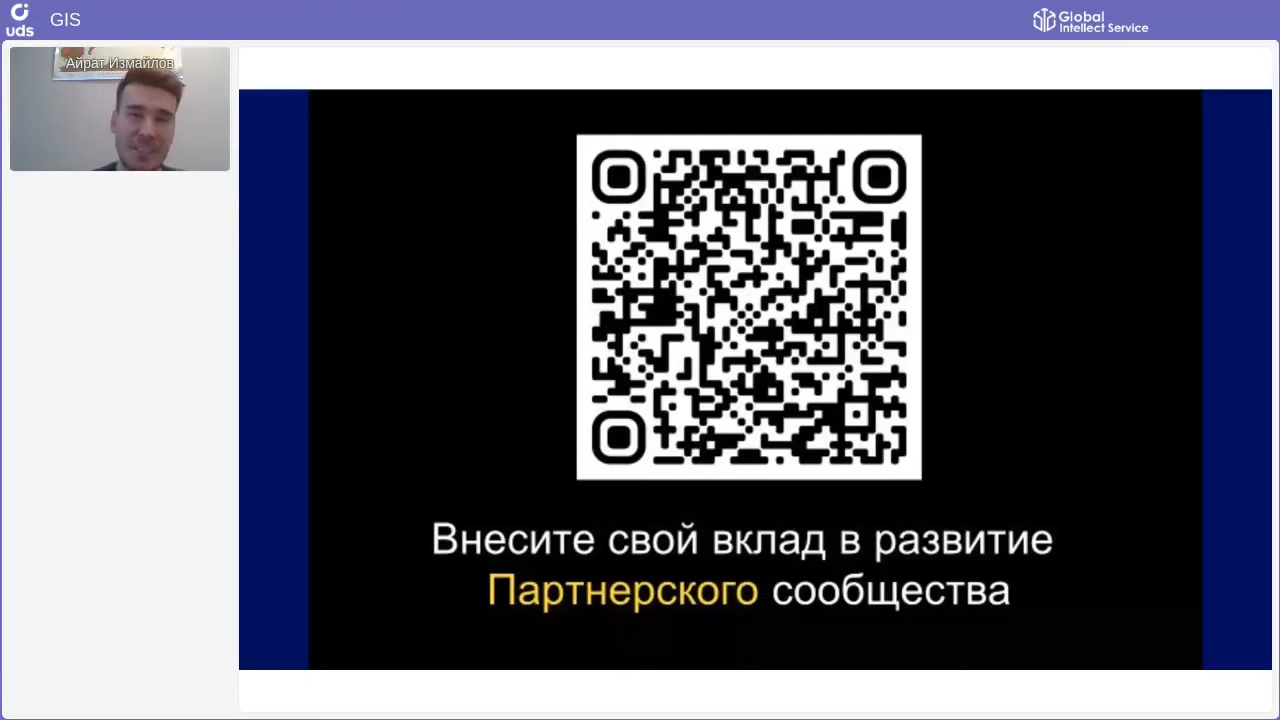 uds
GIS
Global
Intellect Service
Айрат Измайлов
Внесите свой вклад в развитие
Партнерского сообщества